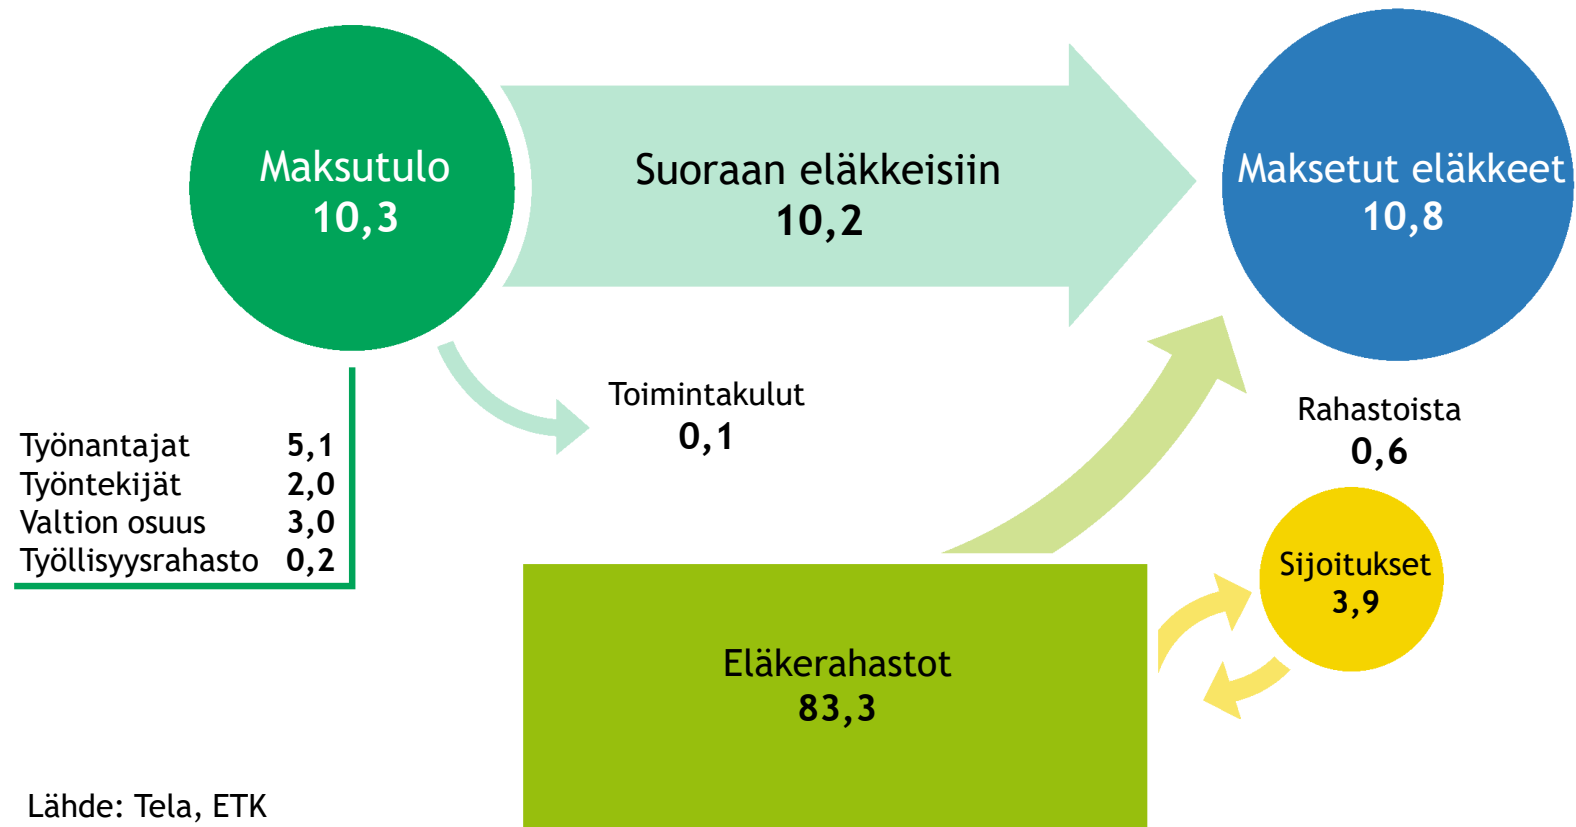 Maksutulo
10,3
Suoraan eläkkeisiin
10,2
Maksetut eläkkeet
10,8
Toimintakulut
0,1
Rahastoista
0,6
Työnantajat 5,1
Työntekijät 2,0
Valtion osuus 3,0
Työllisyysrahasto 0,2
Sijoitukset
3,9
Eläkerahastot
83,3
Lähde: Tela, ETK